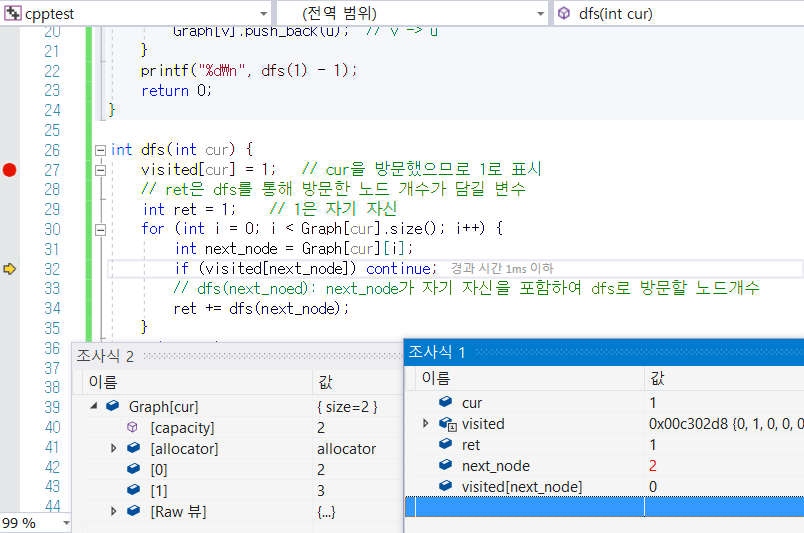 cpptest
(전역 범위)
dfs(int cur)
20 Graph[v].push_back(u); // v -> u
21 }
22 printf("%d₩n", dfs(1) - 1);
23 return 0;
24 }
25
26 int dfs(int cur) {
27 visited[cur] = 1; // cur을 방문했으므로 1로 표시
28 // ret은 dfs를 통해 방문한 노드 개수가 담길 변수
29 int ret = 1; // 1은 자기 자신
30 for (int i = 0; i < Graph[cur].size(); i++) {
31 int next_node = Graph[cur][i];
32 if (visited[next_node]) continue; 경과 시간 1ms 이하
33 // dfs(next_noed): next_node가 자기 자신을 포함하여 dfs로 방문할 노드개수
34 ret += dfs(next_node);
35 }
36
37
38
39
40
41
42
43
44
99 %
조사식 2
이름 값
Graph[cur] { size=2 }
[capacity] 2
[allocator] allocator
[0] 2
[1] 3
[Raw 뷰] {...}
조사식 1
이름 값
cur 1
visited 0x00c302d8 {0, 1, 0, 0, 0
ret 1
next_node 2
visited[next_node] 0